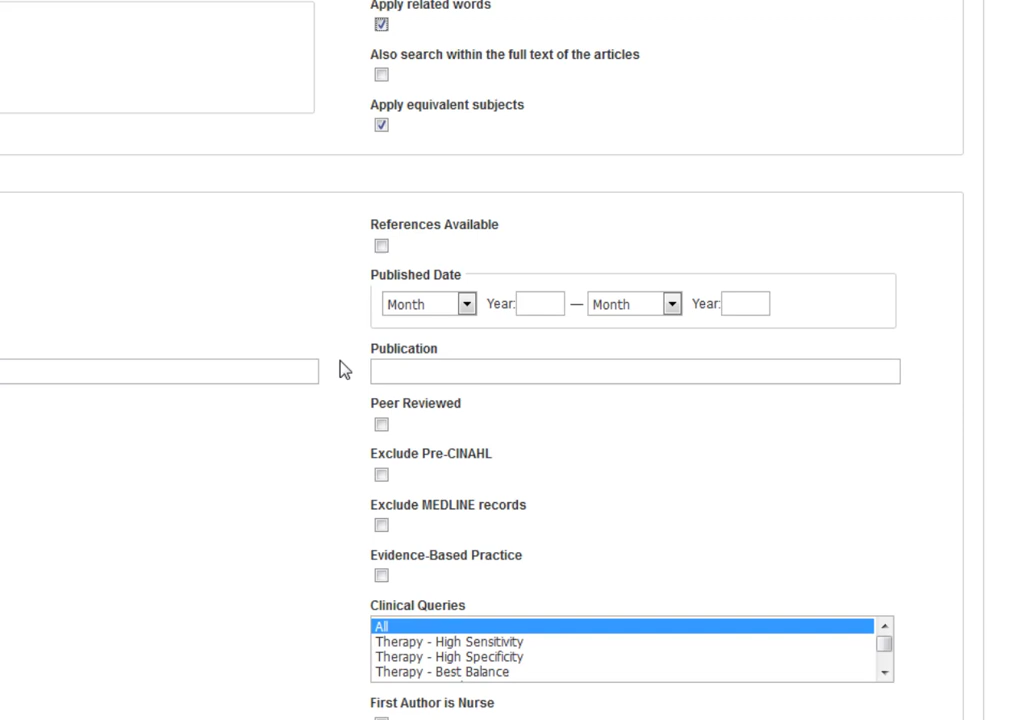 Apply related words
Also search within the full text of the articles
Apply equivalent subjects
References Available
Published Date
Month Year: — Month Year:
Publication
Peer Reviewed
Exclude Pre-CINAHL
Exclude MEDLINE records
Evidence-Based Practice
Clinical Queries
All
Therapy - High Sensitivity
Therapy - High Specificity
Therapy - Best Balance
First Author is Nurse